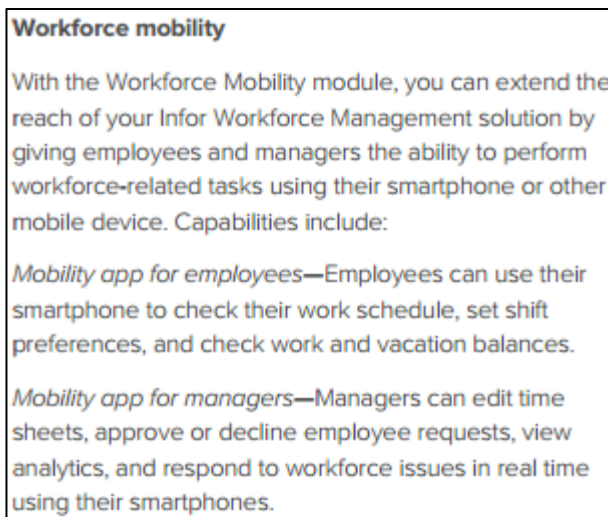 Workforce mobility
With the Workforce Mobility module, you can extend the
reach of your Infor Workforce Management solution by
giving employees and managers the ability to perform
workforce-related tasks using their smartphone or other
mobile device. Capabilities include:
Mobility app for employees—Employees can use their
smartphone to check their work schedule, set shift
preferences, and check work and vacation balances.
Mobility app for managers—Managers can edit time
sheets, approve or decline employee requests, view
analytics, and respond to workforce issues in real time
using their smartphones.